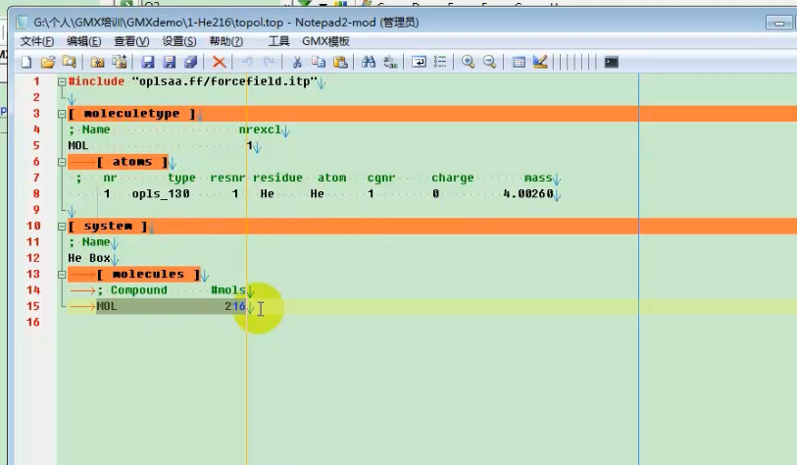 G:\个人\GMX培训\GMXdemo\1-He216\topol.top - Notepad2-mod (管理员)
文件(F) 编辑(E) 查看(V) 设置(S) 帮助(?) 工具 GMX模板
1 #include "oplsaa.ff/forcefield.itp"
2
3 [ moleculetype ]
4 ; Name nrexcl
5 MOL 1
6 [ atoms ]
7 ; nr type resnr residue atom cgnr charge mass
8 1 opls_130 1 He He 1 0 4.00260
9
10 [ system ]
11 ; Name
12 He Box
13 [ molecules ]
14 ; Compound #mols
15 MOL 216
16